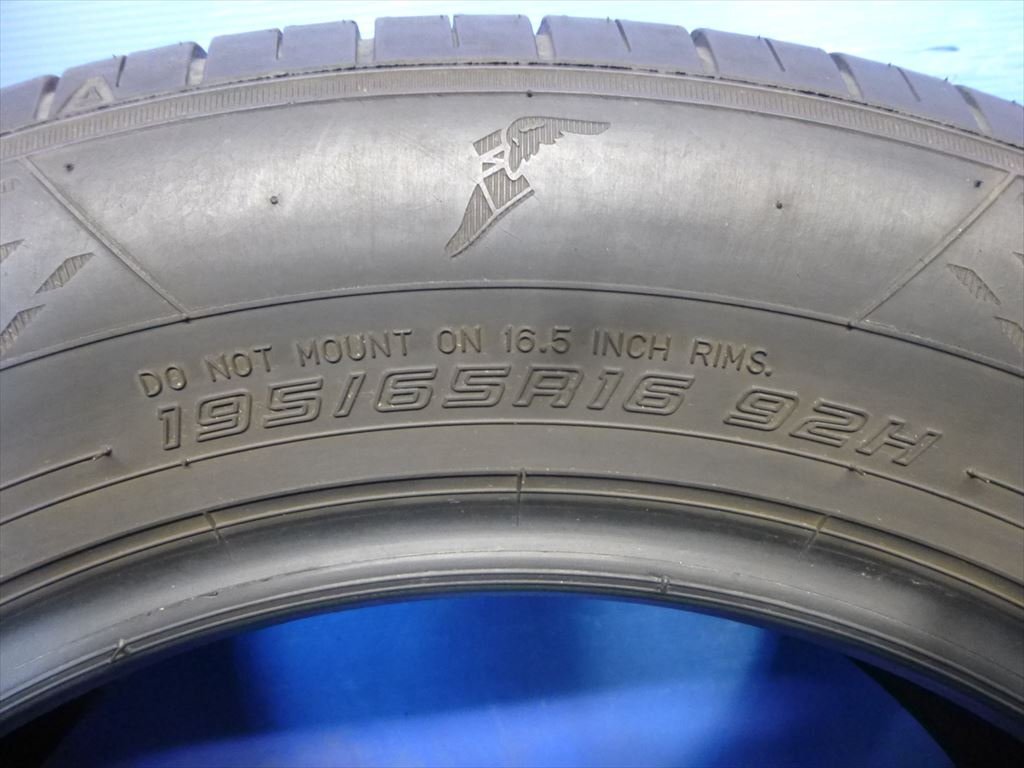 DO NOT MOUNT ON 16.5 INCH RIMS.
195/65R16 92H